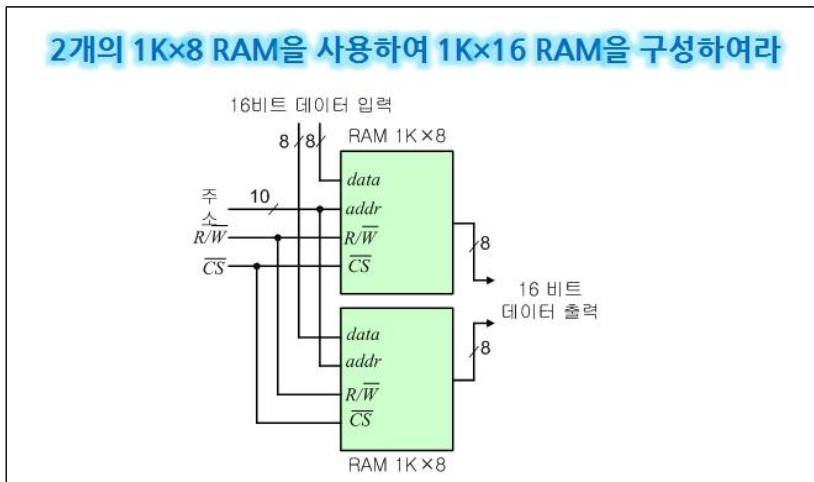 2개의 1K×8 RAM을 사용하여 1K×16 RAM을 구성하여라
16비트 데이터 입력
8 8
RAM 1K×8
data
주소
10
addr
R/W̅
R/W̅
C̅S̅
C̅S̅
8
16 비트
데이터 출력
data
8
addr
R/W̅
C̅S̅
RAM 1K×8